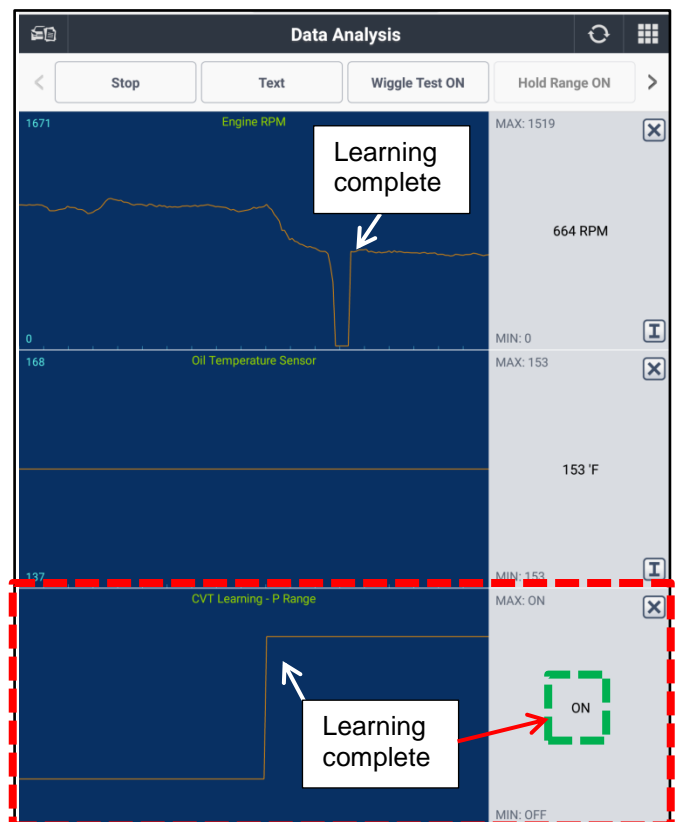 Data Analysis
Stop
Text
Wiggle Test ON
Hold Range ON
1671
Engine RPM
MAX: 1519
Learning
complete
664 RPM
0
MIN: 0
168
Oil Temperature Sensor
MAX: 153
153 'F
137
MIN: 153
CVT Learning - P Range
MAX: ON
ON
Learning
complete
MIN: OFF